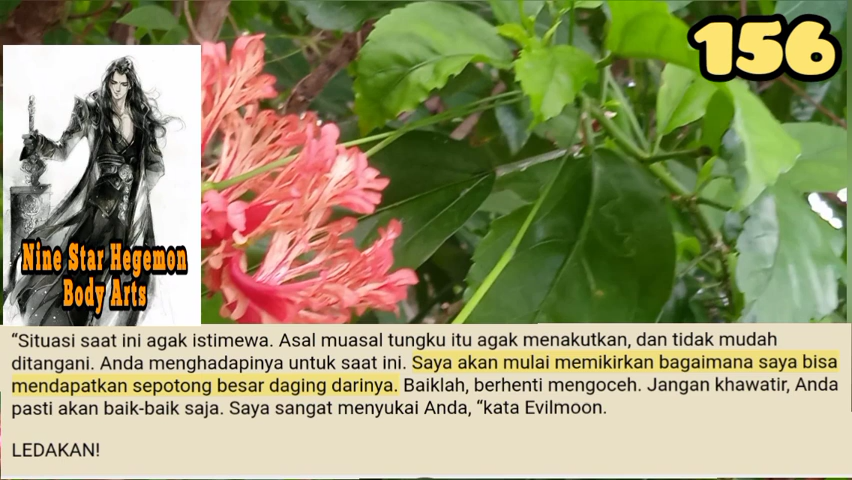 156
Nine Star Hegemon
Body Arts
“Situasi saat ini agak istimewa. Asal muasal tungku itu agak menakutkan, dan tidak mudah
ditangani. Anda menghadapinya untuk saat ini. Saya akan mulai memikirkan bagaimana saya bisa
mendapatkan sepotong besar daging darinya. Baiklah, berhenti mengoceh. Jangan khawatir, Anda
pasti akan baik-baik saja. Saya sangat menyukai Anda, “kata Evilmoon.
LEDAKAN!